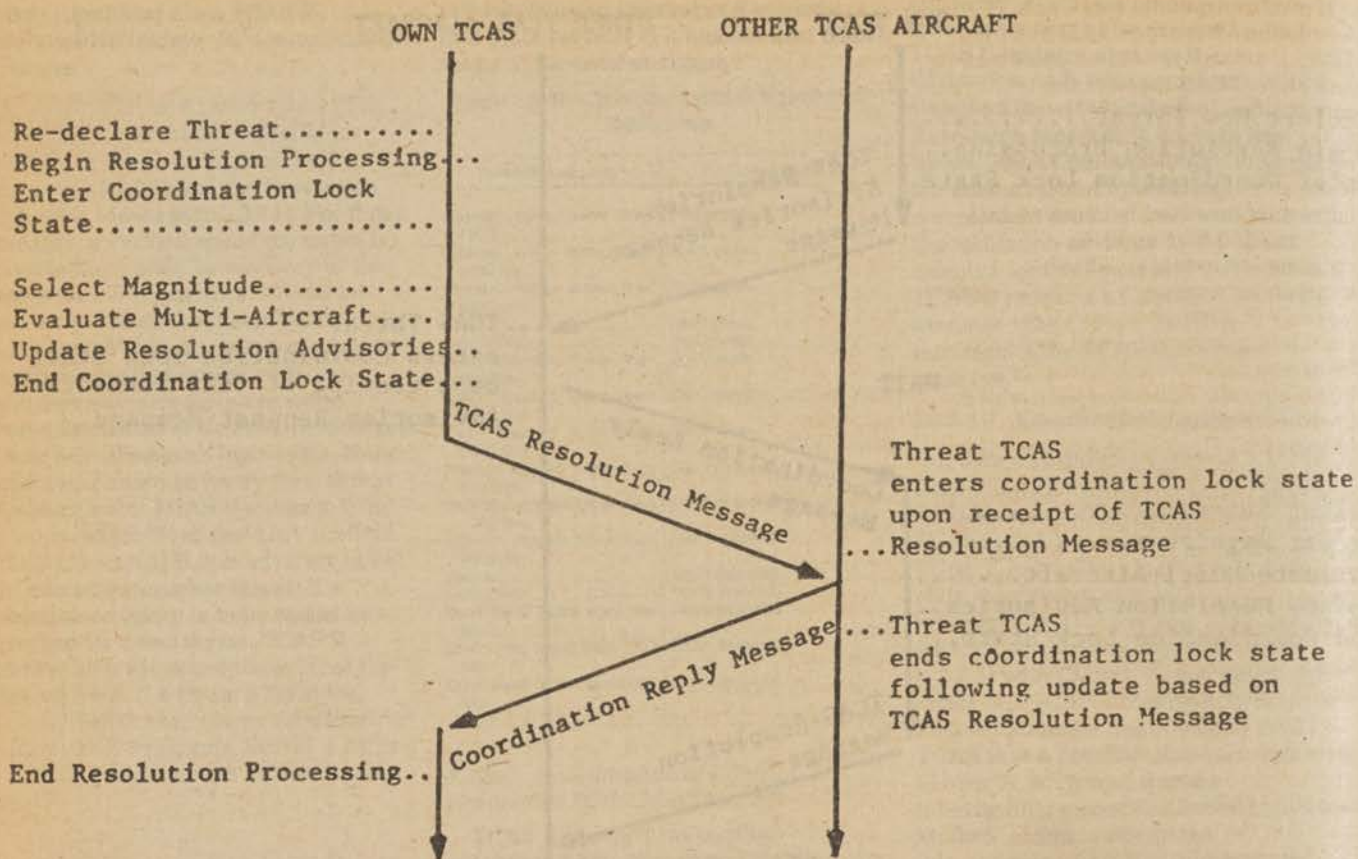 OWN TCAS
OTHER TCAS AIRCRAFT
Re-declare Threat..........
Begin Resolution Processing...
Enter Coordination Lock
State......................
Select Magnitude...........
Evaluate Multi-Aircraft....
Update Resolution Advisories..
End Coordination Lock State...
TCAS Resolution Message
Threat TCAS
enters coordination lock state
upon receipt of TCAS
...Resolution Message
Coordination Reply Message
...Threat TCAS
ends coordination lock state
following update based on
TCAS Resolution Message
End Resolution Processing..